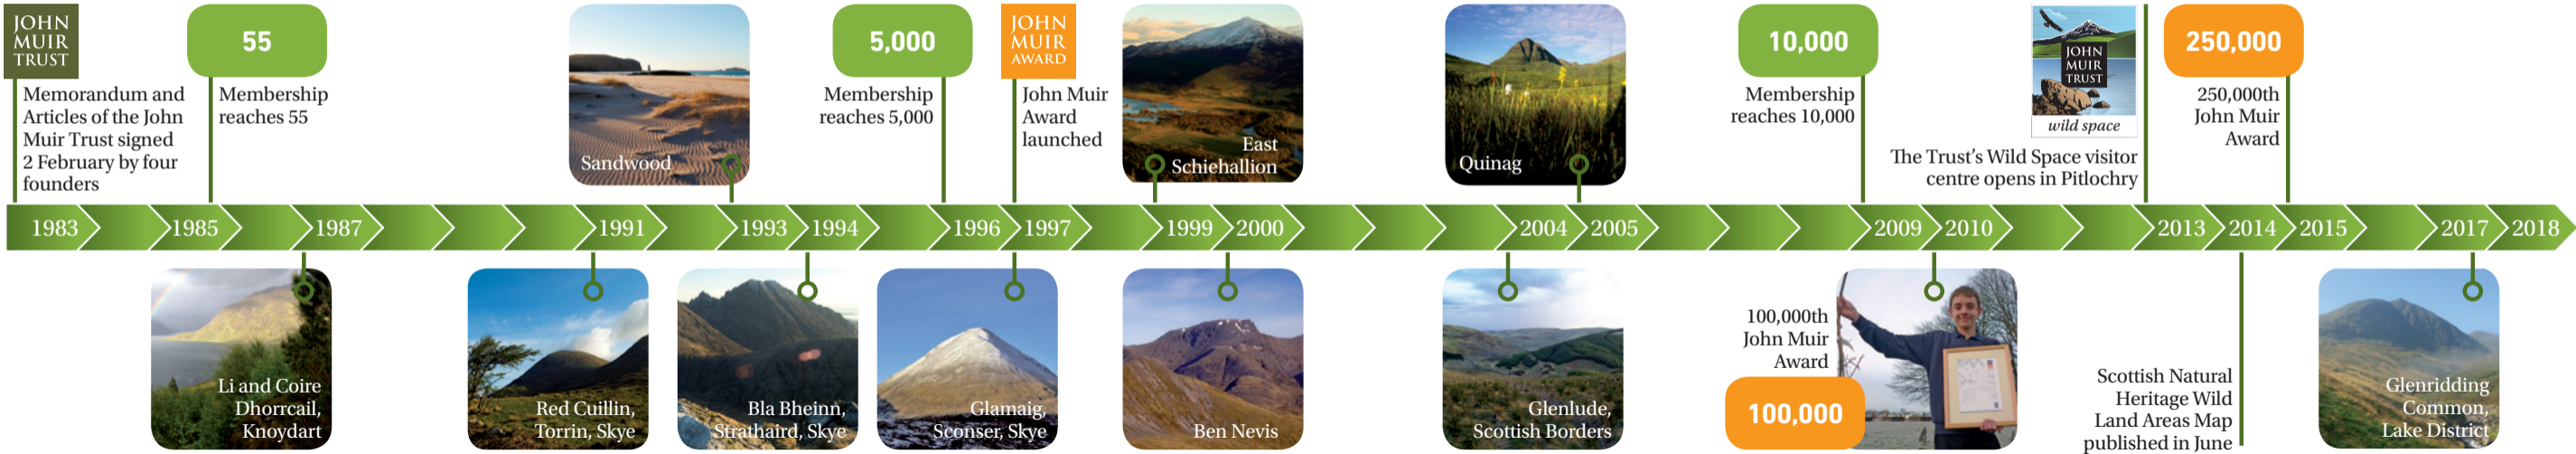 JOHN
MUIR
TRUST
Memorandum and
Articles of the John
Muir Trust signed
2 February by four
founders
55
Membership
reaches 55
Sandwood
5,000
Membership
reaches 5,000
JOHN
MUIR
AWARD
John Muir
Award
launched
East
Schiehallion
Quinag
10,000
Membership
reaches 10,000
JOHN
MUIR
TRUST
wild space
The Trust's Wild Space visitor
centre opens in Pitlochry
250,000
250,000th
John Muir
Award
1983 1985 1987 1991 1993 1994 1996 1997 1999 2000 2004 2005 2009 2010 2013 2014 2015 2017 2018
Li and Coire
Dhorrcail,
Knoydart
Red Cuillin,
Torrin, Skye
Bla Bheinn,
Strathaird, Skye
Glamaig,
Sconser, Skye
Ben Nevis
Glenlude,
Scottish Borders
100,000th
John Muir
Award
100,000
Scottish Natural
Heritage Wild
Land Areas Map
published in June
Glenridding
Common,
Lake District